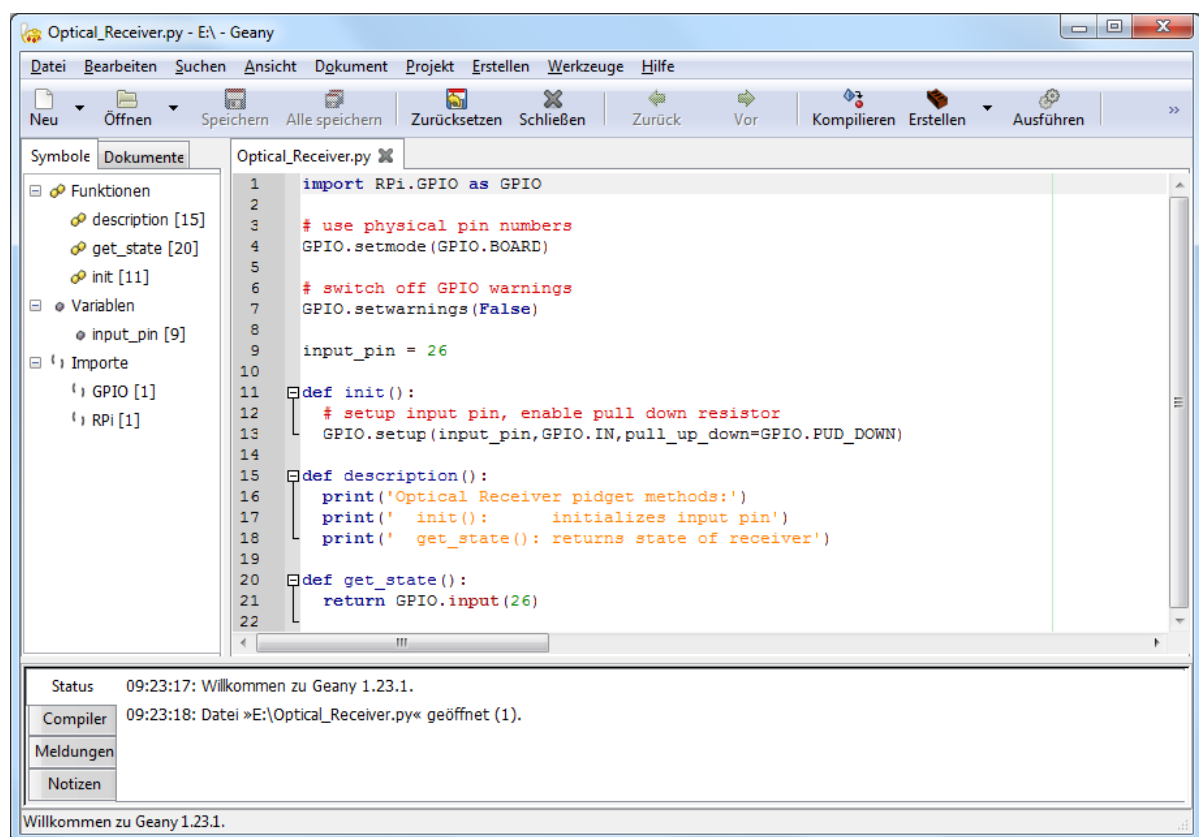 Optical_Receiver.py - E:\ - Geany
Datei Bearbeiten Suchen Ansicht Dokument Projekt Erstellen Werkzeuge Hilfe
Neu Öffnen Speichern Alle speichern Zurücksetzen Schließen Zurück Vor Kompilieren Erstellen Ausführen »
Symbole Dokumente
Funktionen
description [15]
get_state [20]
init [11]
Variablen
input_pin [9]
Importe
GPIO [1]
RPi [1]
Optical_Receiver.py
1 import RPi.GPIO as GPIO
2
3 # use physical pin numbers
4 GPIO.setmode(GPIO.BOARD)
5
6 # switch off GPIO warnings
7 GPIO.setwarnings(False)
8
9 input_pin = 26
10
11 def init():
12   # setup input pin, enable pull down resistor
13   GPIO.setup(input_pin,GPIO.IN,pull_up_down=GPIO.PUD_DOWN)
14
15 def description():
16   print('Optical Receiver pidget methods:')
17   print('  init():      initializes input pin')
18   print('  get_state(): returns state of receiver')
19
20 def get_state():
21   return GPIO.input(26)
22
Status
Compiler
Meldungen
Notizen
09:23:17: Willkommen zu Geany 1.23.1.
09:23:18: Datei »E:\Optical_Receiver.py« geöffnet (1).
Willkommen zu Geany 1.23.1.